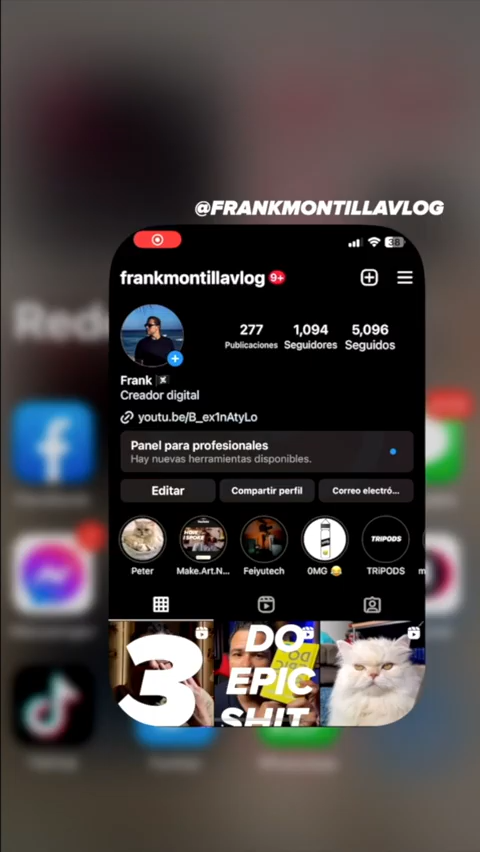 @FRANKMONTILLAVLOG
38
frankmontillavlog 9+
277 1,094 5,096
Publicaciones Seguidores Seguidos
Frank
Creador digital
youtu.be/B_ex1nAtyLo
Panel para profesionales
Hay nuevas herramientas disponibles.
Editar Compartir perfil Correo electró...
Peter Make.Art.N... Feiyutech OMG TRiPODS
TRIPODS
3
DO
EPIC
SHIT